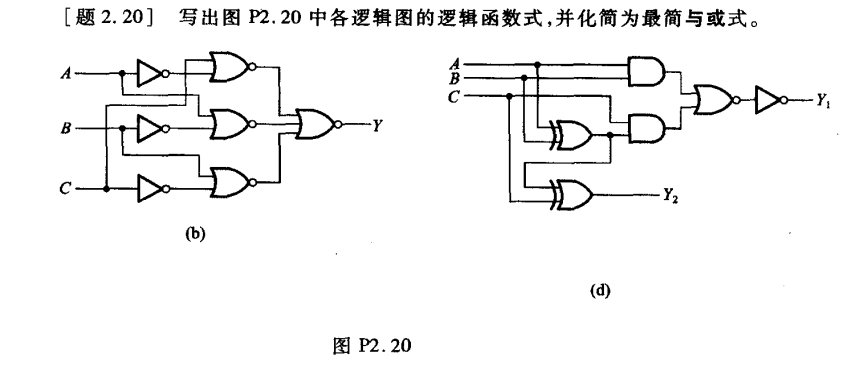 [题 2.20] 写出图 P2.20 中各逻辑图的逻辑函数式,并化简为最简与或式。
A
B
C
Y
(b)
A
B
C
Y₁
Y₂
(d)
图 P2.20